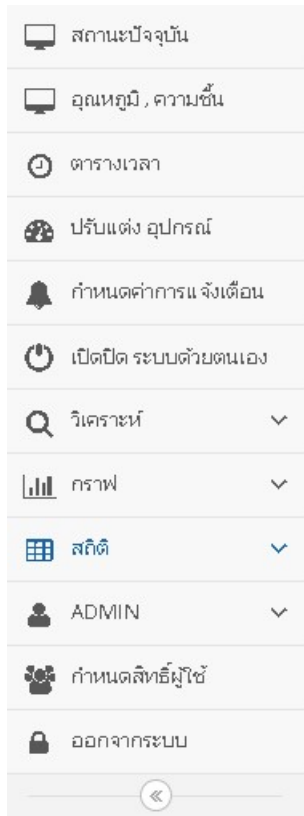 สถานะปัจจุบัน
อุณหภูมิ , ความชื้น
ตารางเวลา
ปรับแต่ง อุปกรณ์
กำหนดค่าการแจ้งเตือน
เปิดปิด ระบบด้วยตนเอง
วิเคราะห์
กราฟ
สถิติ
ADMIN
กำหนดสิทธิ์ผู้ใช้
ออกจากระบบ